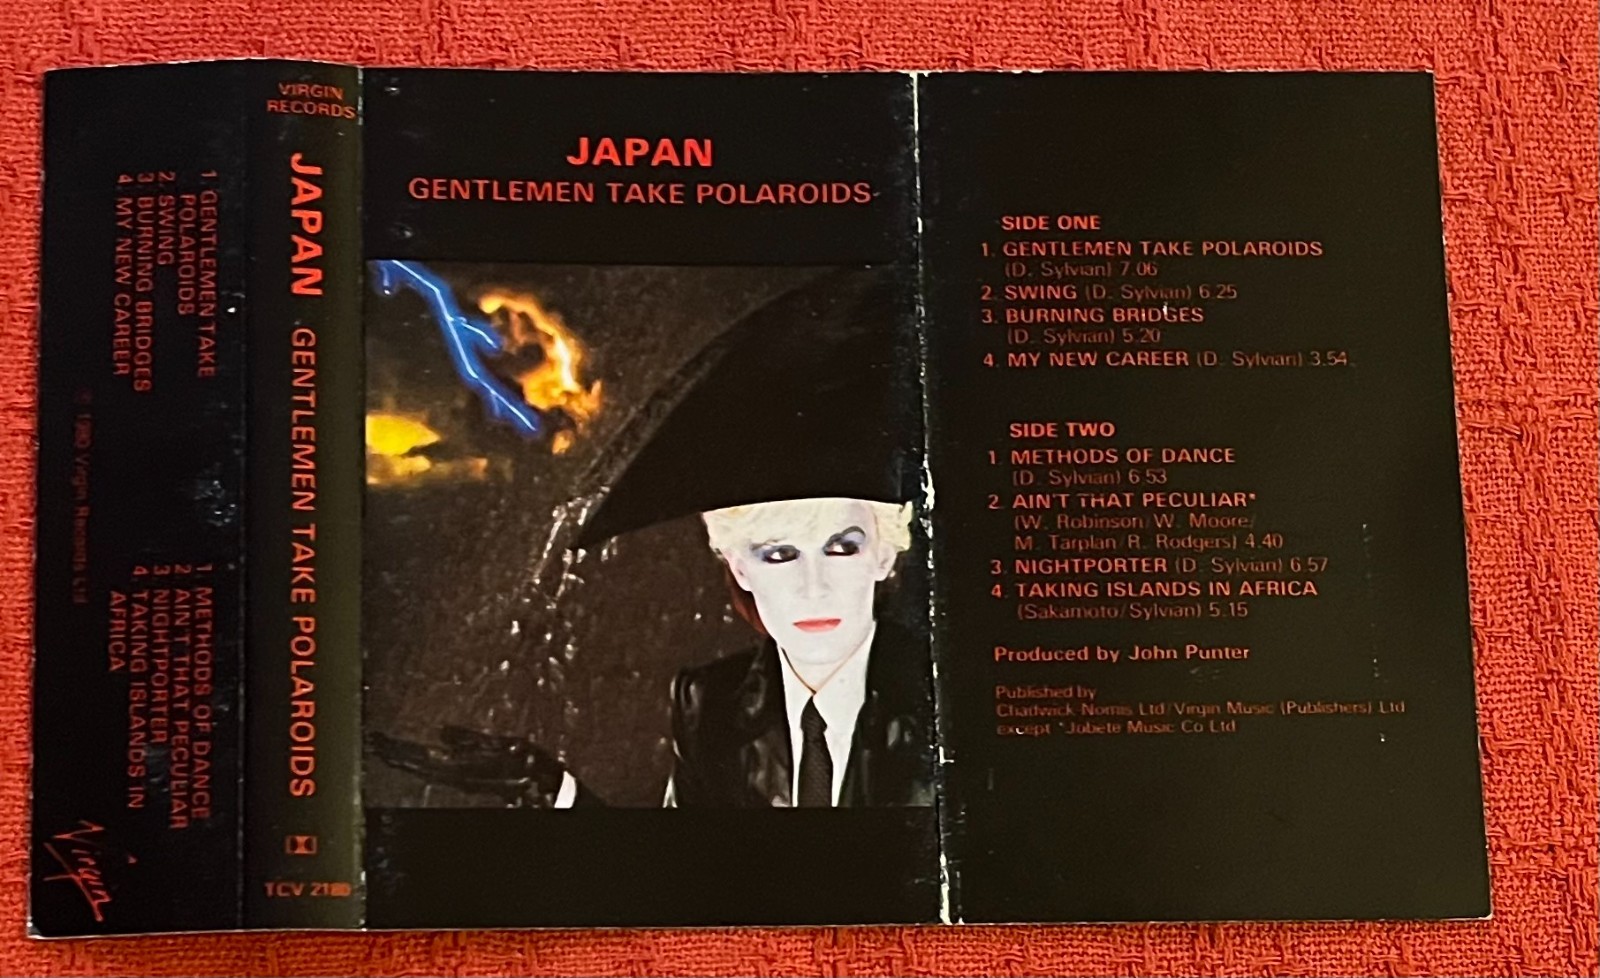 1 GENTLEMEN TAKE
POLAROIDS
2. SWING
3 BURNING BRIDGES
4. MY NEW CAREER
1 METHODS OF DANCE
2 AIN'T THAT PECULIAR
3 NIGHTPORTER
4. TAKING ISLANDS IN
AFRICA
℗ 1980 Virgin Records Ltd
Virgin
VIRGIN
RECORDS
JAPAN GENTLEMEN TAKE POLAROIDS
TCV 2180
JAPAN
GENTLEMEN TAKE POLAROIDS
SIDE ONE
1. GENTLEMEN TAKE POLAROIDS
(D. Sylvian) 7.06
2. SWING (D. Sylvian) 6.25
3. BURNING BRIDGES
(D. Sylvian) 5.20
4. MY NEW CAREER (D. Sylvian) 3.54
SIDE TWO
1. METHODS OF DANCE
(D. Sylvian) 6.53
2. AIN'T THAT PECULIAR*
(W. Robinson/W. Moore/
M. Tarplan/R. Rodgers) 4.40
3. NIGHTPORTER (D. Sylvian) 6.57
4. TAKING ISLANDS IN AFRICA
(Sakamoto/Sylvian) 5.15
Produced by John Punter
Published by
Chadwick Nomis Ltd/Virgin Music (Publishers) Ltd
except *Jobete Music Co Ltd